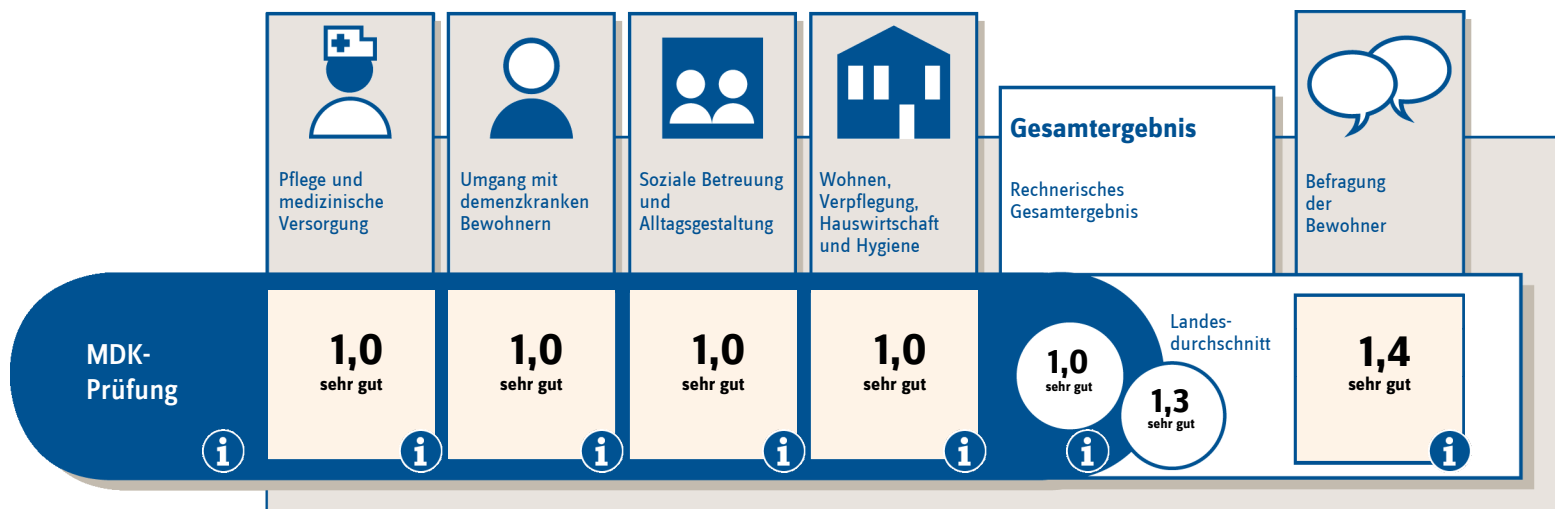 Pflege und
medizinische
Versorgung
Umgang mit
demenzkranken
Bewohnern
Soziale Betreuung
und
Alltagsgestaltung
Wohnen,
Verpflegung,
Hauswirtschaft
und Hygiene
Gesamtergebnis
Rechnerisches
Gesamtergebnis
Befragung
der
Bewohner
MDK-
Prüfung
i
1,0
sehr gut
i
1,0
sehr gut
i
1,0
sehr gut
i
1,0
sehr gut
i
1,0
sehr gut
i
Landes-
durchschnitt
1,3
sehr gut
1,4
sehr gut
i